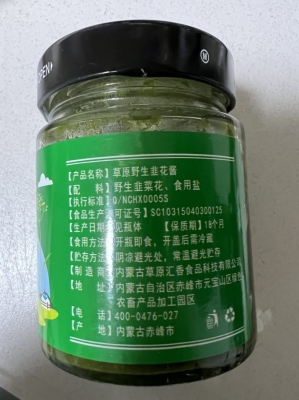 OPEN
【产品名称】草原野生韭花酱
【配 料】野生韭菜花、食用盐
【执行标准】Q/NCHX0005S
【食品生产许可证号】SC10315040300125
【生产日期】见瓶体 【保质期】18个月
【食用方法】开瓶即食，开盖后需冷藏
【贮存方法】阴凉避光处，常温避光贮存
【制造商】内蒙古草原汇香食品科技有限公
【地 址】内蒙古自治区赤峰市元宝山区绿色
农畜产品加工园区
【电 话】400-0476-027
【产 地】内蒙古赤峰市